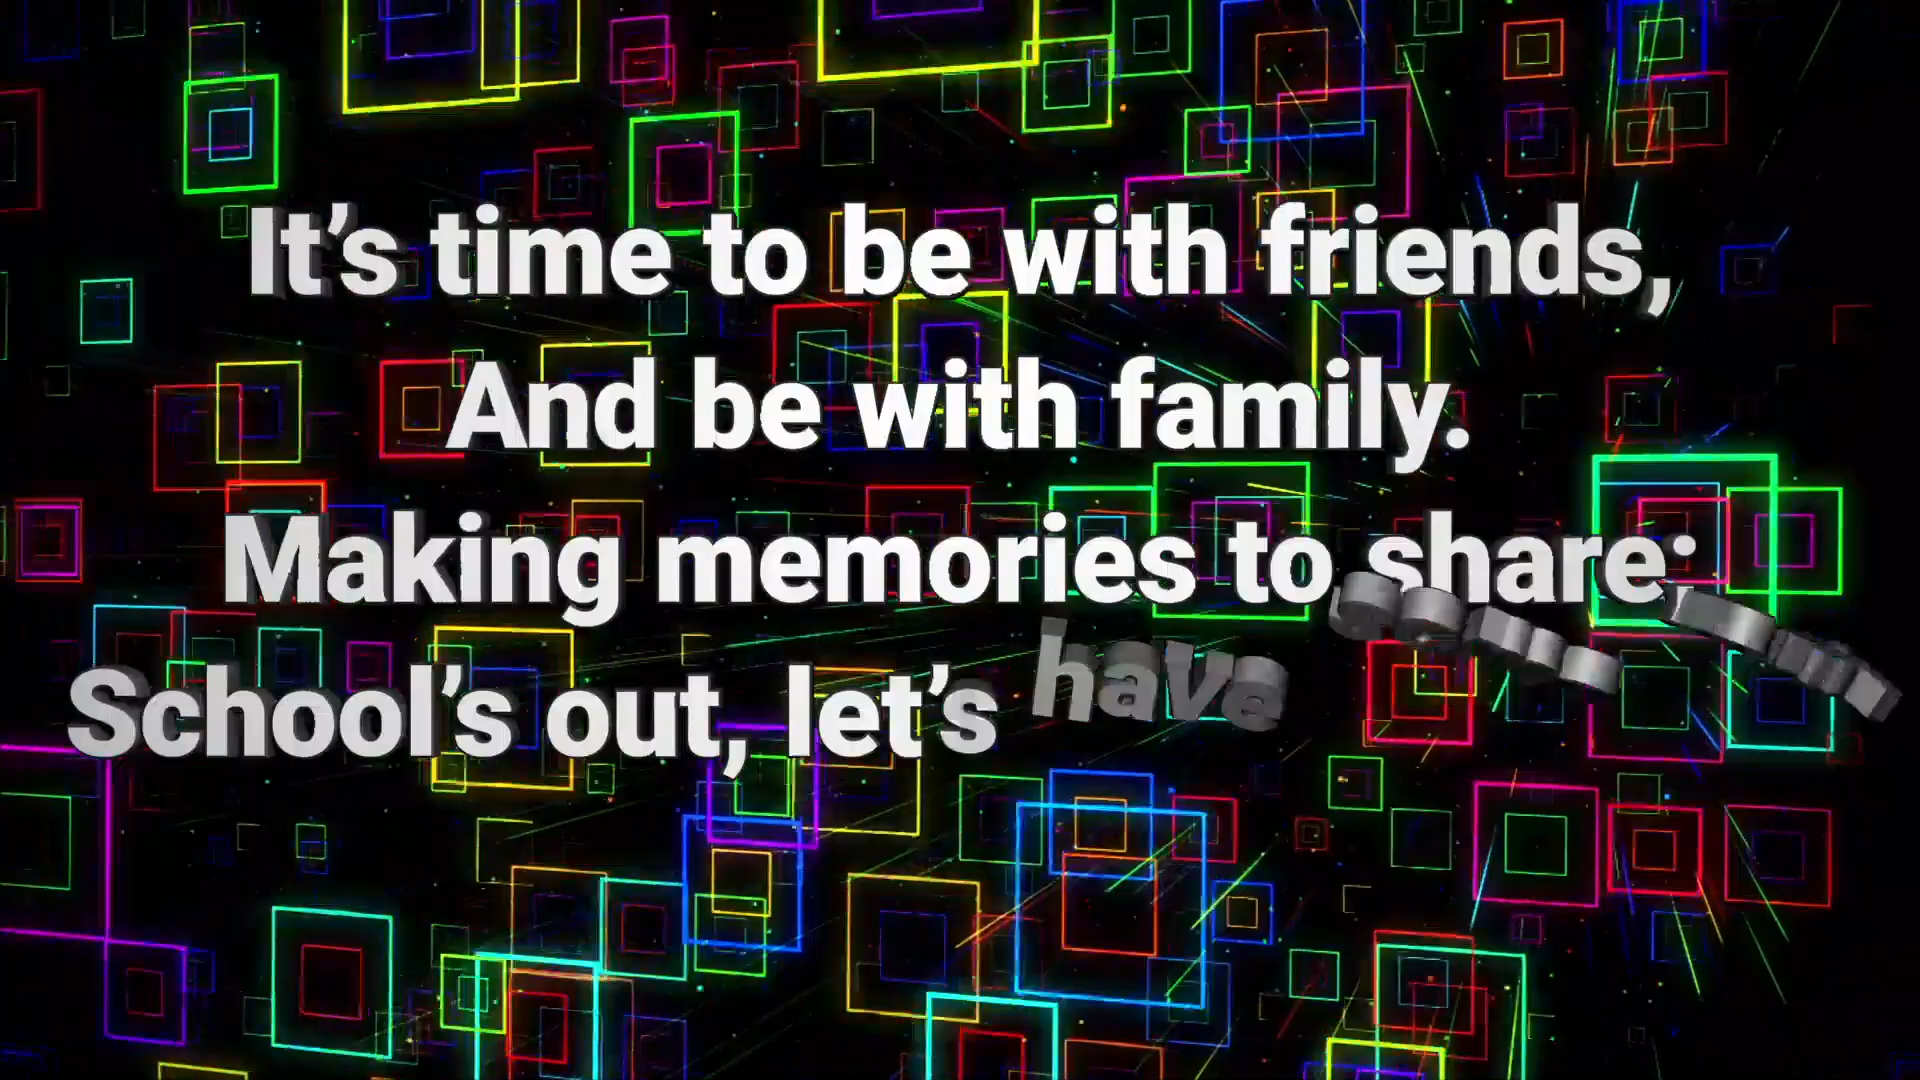 It’s time to be with friends,
And be with family.
Making memories to share;
School’s out, let’s have